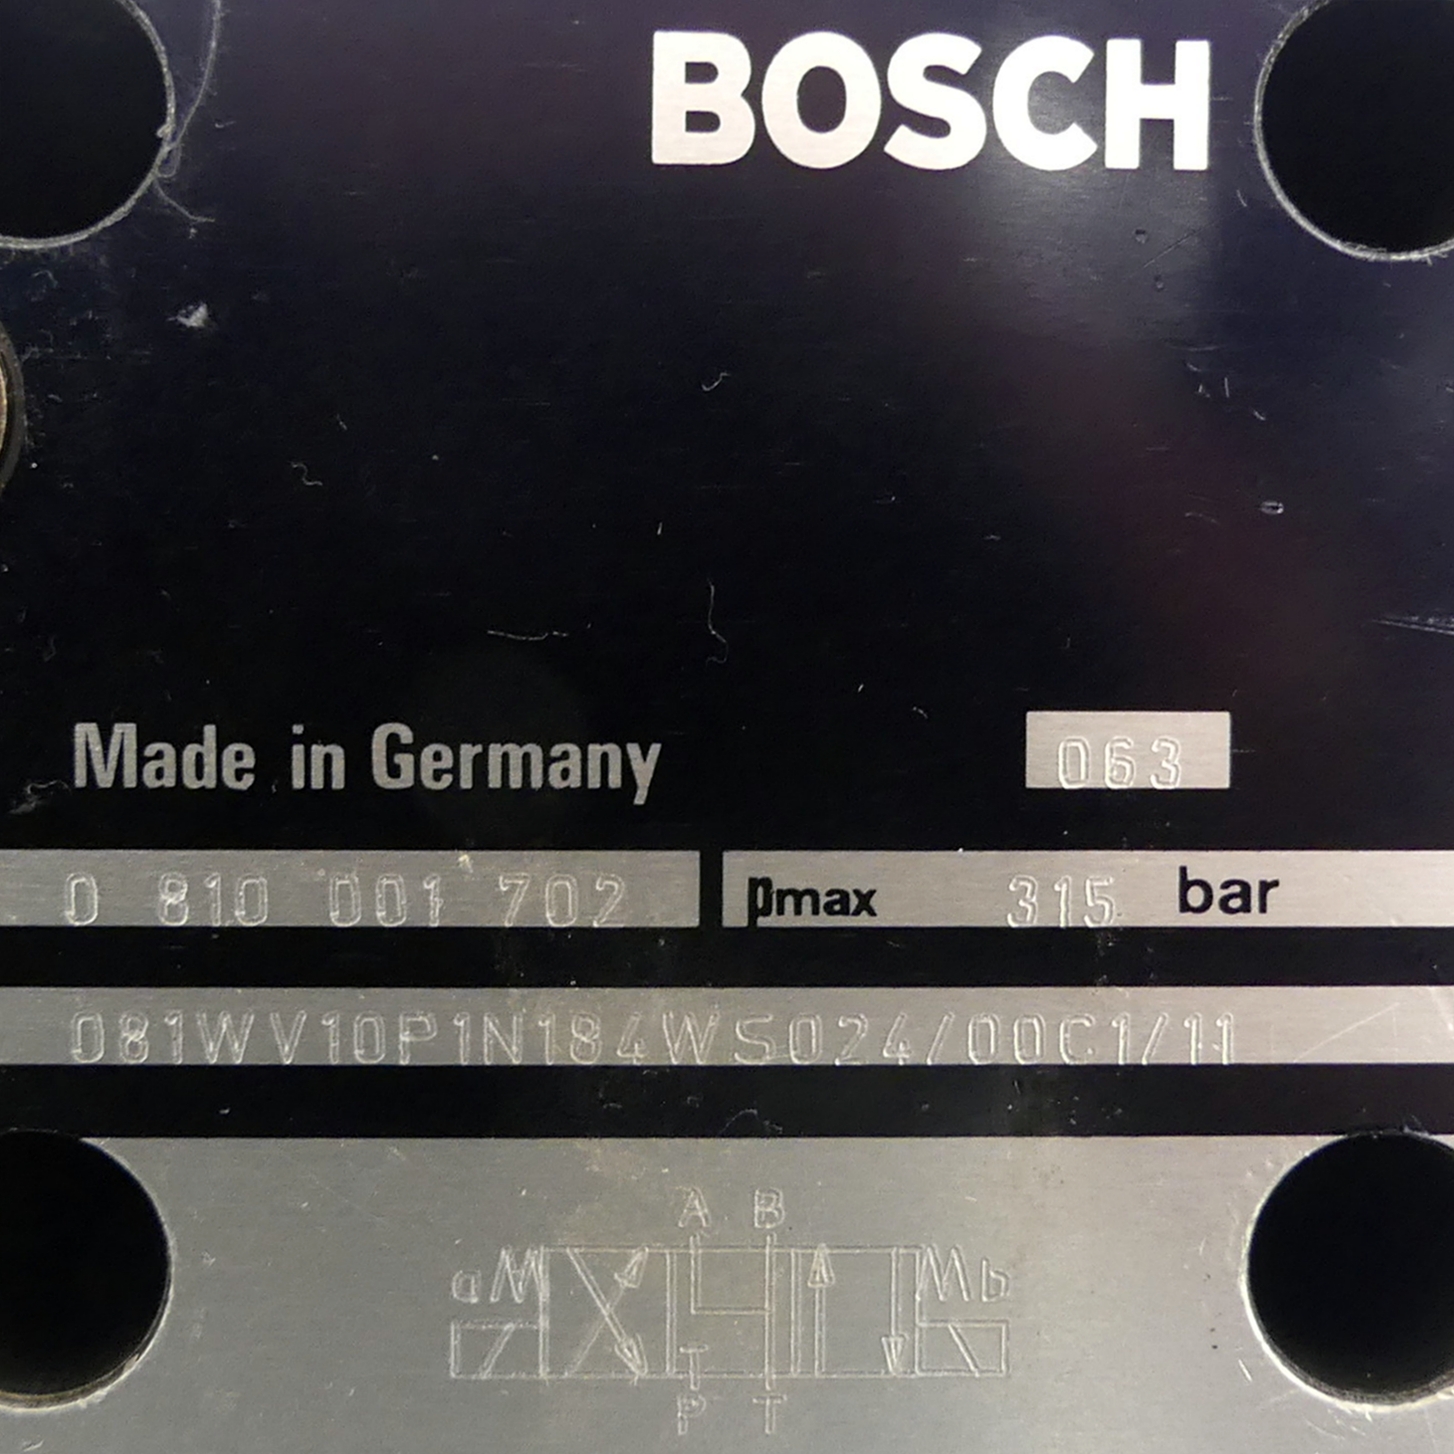 BOSCH
Made in Germany 063
0 810 001 702 pmax 315 bar
081WV10P1N184WS024/00C1/11
A B
a b
P T